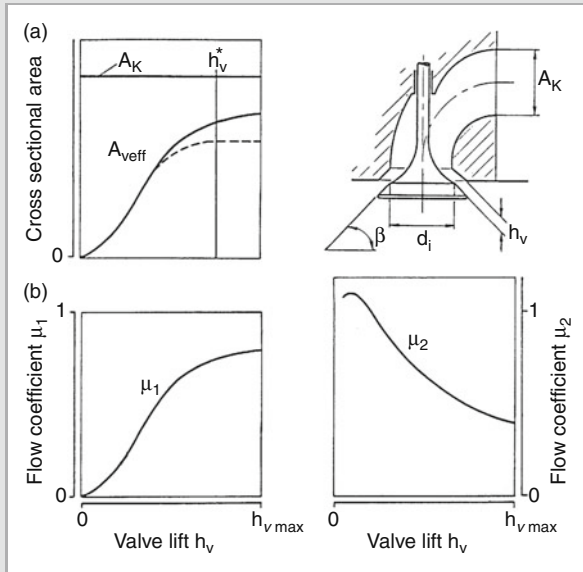 (a)
Cross sectional area
A_K
h_v^*
A_veff
0
A_K
h_v
β
d_i
(b)
Flow coefficient μ_1
1
μ_1
0
0
h_v max
Valve lift h_v
μ_2
1
0
Flow coefficient μ_2
0
h_v max
Valve lift h_v